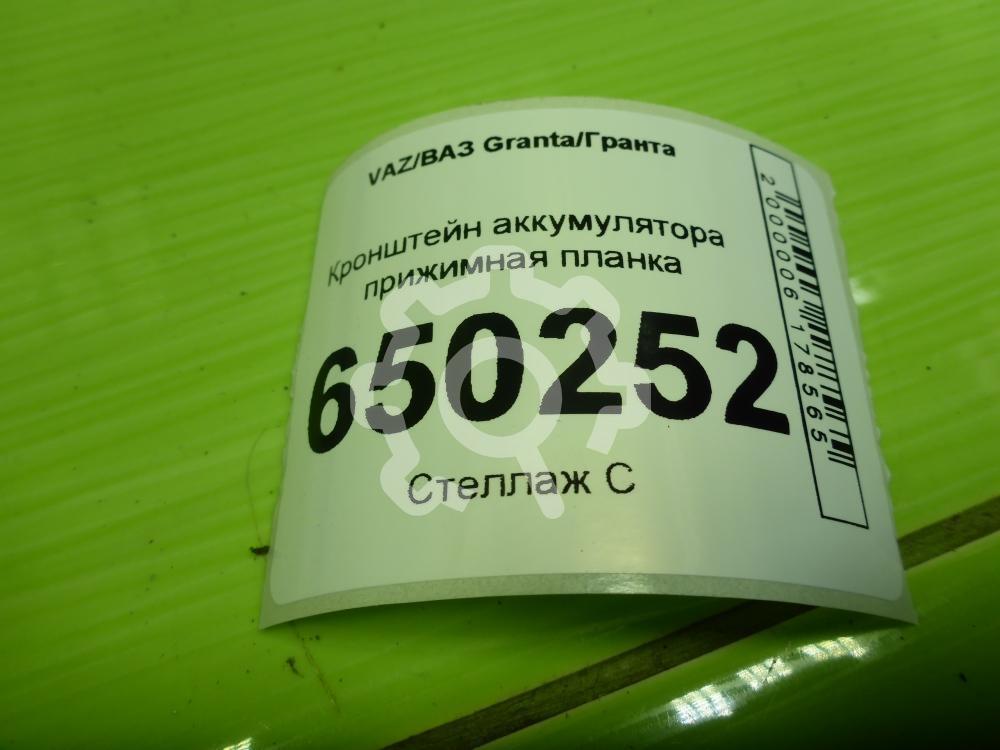 VAZ/ВАЗ Granta/Гранта
Кронштейн аккумулятора
прижимная планка
650252
Стеллаж С
2000006178565